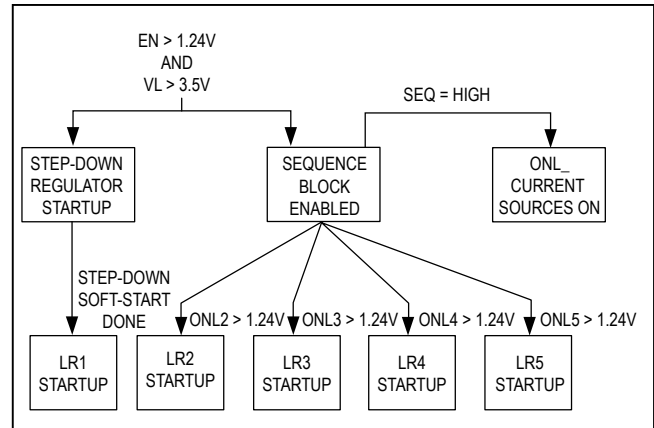 EN > 1.24V
AND
VL > 3.5V
SEQ = HIGH
STEP-DOWN
REGULATOR
STARTUP
SEQUENCE
BLOCK
ENABLED
ONL_
CURRENT
SOURCES ON
STEP-DOWN
SOFT-START
DONE
ONL2 > 1.24V
ONL3 > 1.24V
ONL4 > 1.24V
ONL5 > 1.24V
LR1
STARTUP
LR2
STARTUP
LR3
STARTUP
LR4
STARTUP
LR5
STARTUP